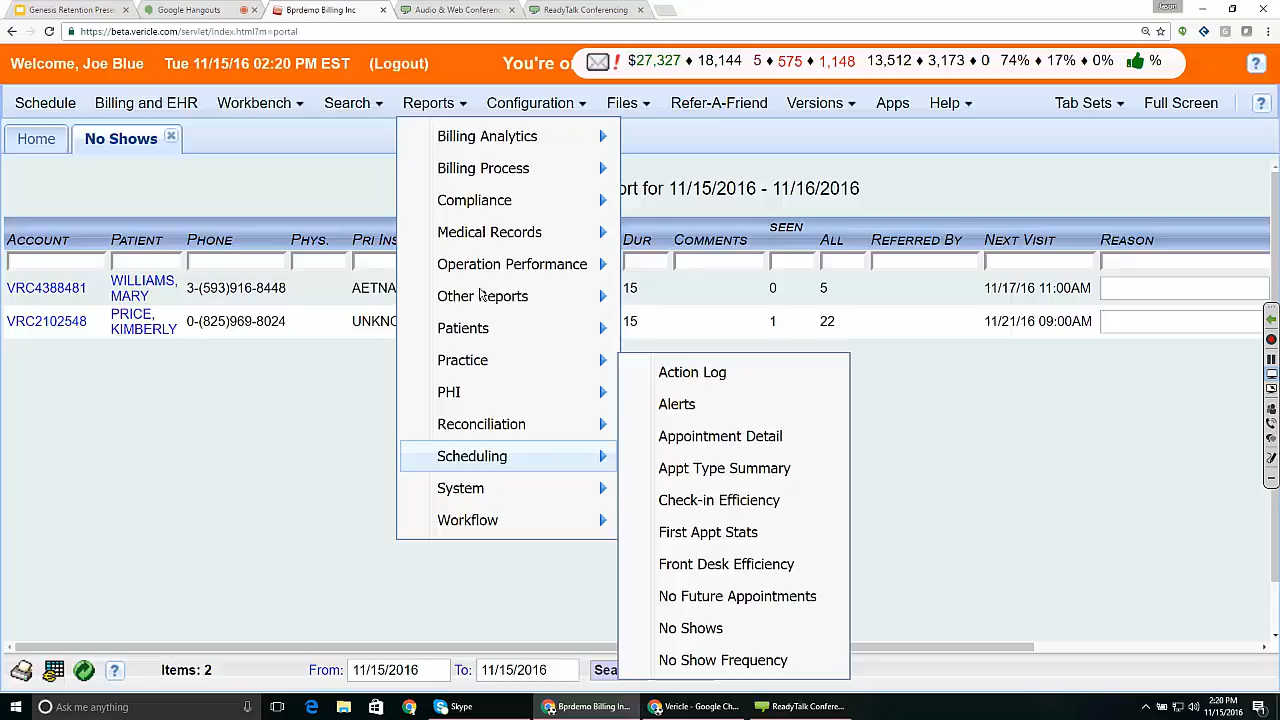 Genesis Retention Prese
Google Hangouts
Bprdemo Billing Inc
Audio & Web Conferenc
ReadyTalk Conferencing
https://beta.vericle.com/servlet/index.html?m=portal
Welcome, Joe Blue
Tue 11/15/16 02:20 PM EST
(Logout)
You're o
$27,327 ♦ 18,144 5 ♦ 575 ♦ 1,148 13,512 ♦ 3,173 ♦ 0 74% ♦ 17% ♦ 0% %
Schedule Billing and EHR Workbench Search Reports Configuration Files Refer-A-Friend Versions Apps Help Tab Sets Full Screen ?
Home No Shows
ort for 11/15/2016 - 11/16/2016
ACCOUNT PATIENT PHONE PHYS. PRI INS DUR COMMENTS SEEN ALL REFERRED BY NEXT VISIT REASON
VRC4388481 WILLIAMS, MARY 3-(593)916-8448 AETNA 15 0 5 11/17/16 11:00AM
VRC2102548 PRICE, KIMBERLY 0-(825)969-8024 UNKNO 15 1 22 11/21/16 09:00AM
Billing Analytics
Billing Process
Compliance
Medical Records
Operation Performance
Other Reports
Patients
Practice
PHI
Reconciliation
Scheduling
System
Workflow
Action Log
Alerts
Appointment Detail
Appt Type Summary
Check-in Efficiency
First Appt Stats
Front Desk Efficiency
No Future Appointments
No Shows
No Show Frequency
Items: 2 From: 11/15/2016 To: 11/15/2016 Sea
Ask me anything
Skype
Bprdemo Billing In...
Vericle - Google Ch...
ReadyTalk Conferen...
2:20 PM
11/15/2016